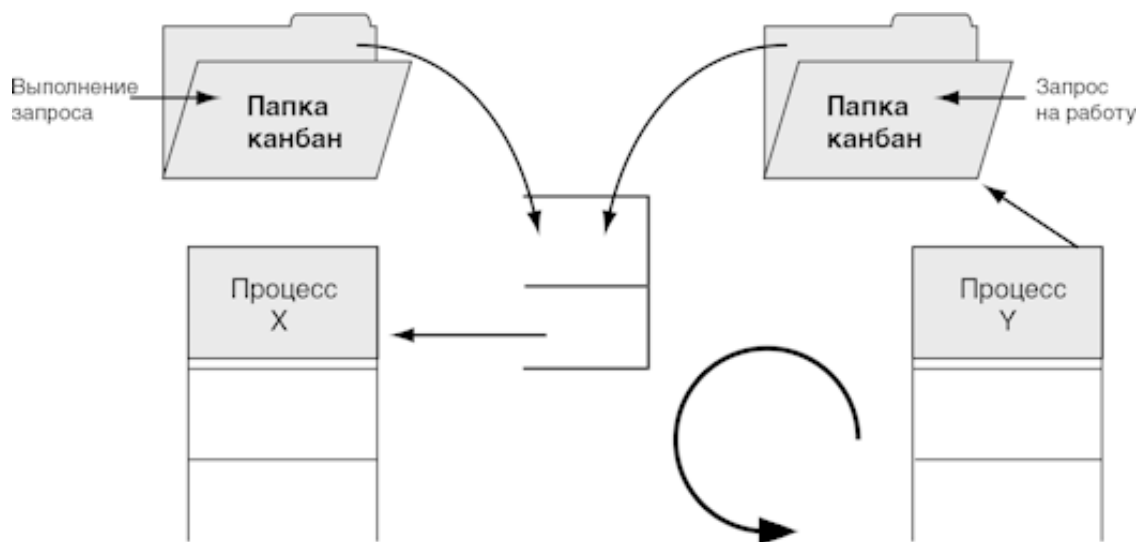 Выполнение
запроса
Папка
канбан
Папка
канбан
Запрос
на работу
Процесс
X
Процесс
Y